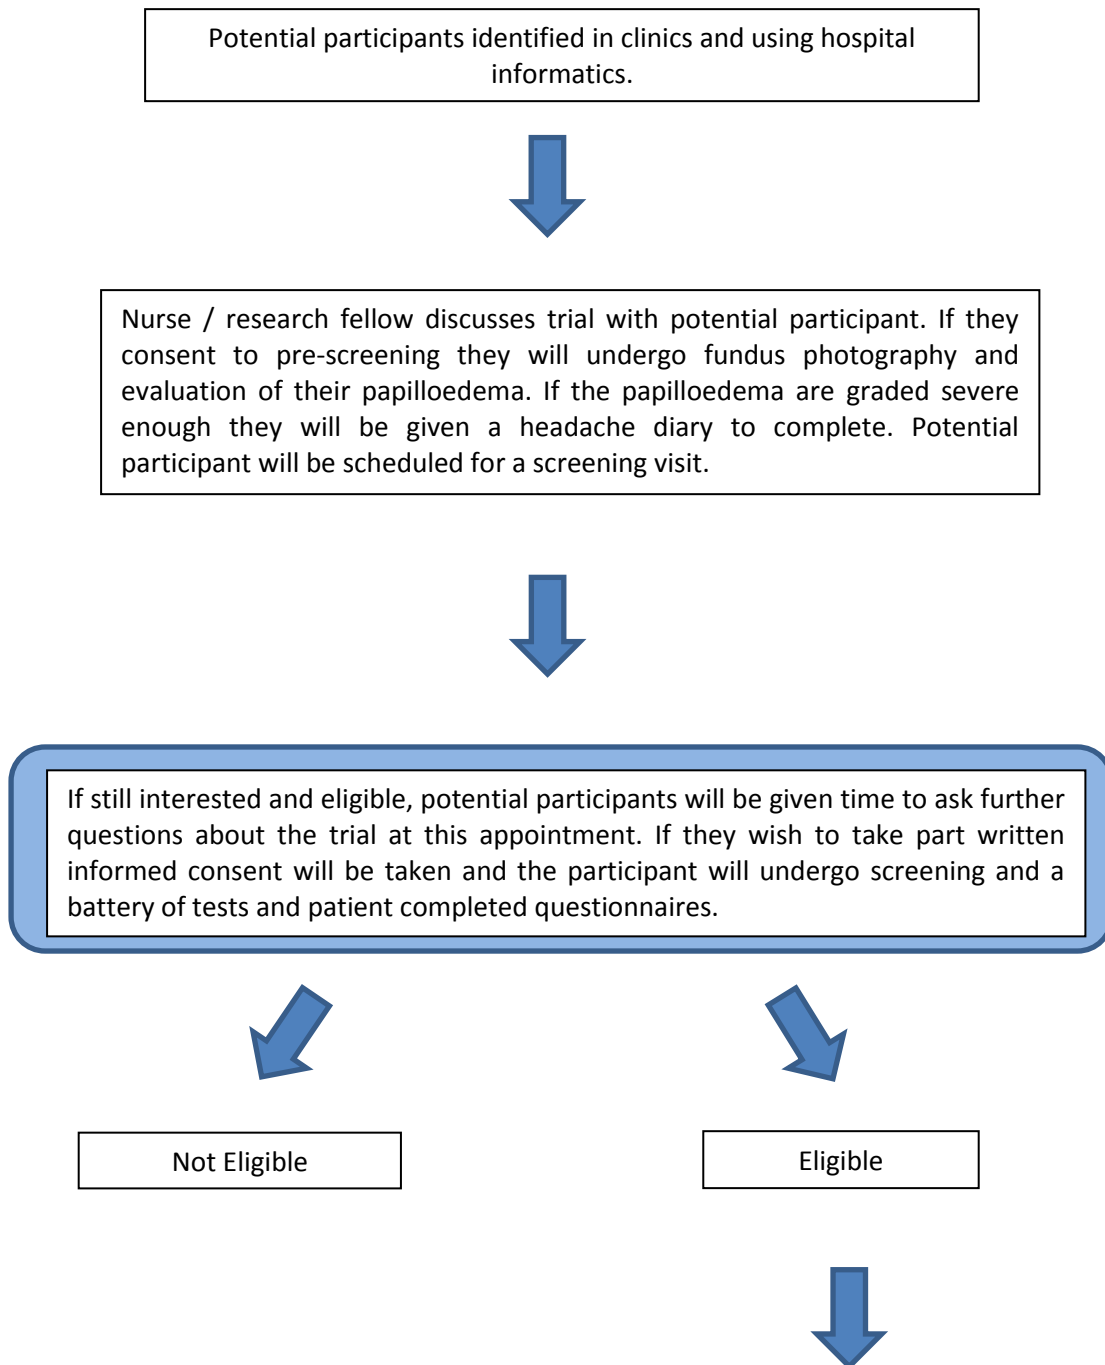 Potential participants identified in clinics and using hospital
informatics.
Nurse / research fellow discusses trial with potential participant. If they
consent to pre-screening they will undergo fundus photography and
evaluation of their papilloedema. If the papilloedema are graded severe
enough they will be given a headache diary to complete. Potential
participant will be scheduled for a screening visit.
If still interested and eligible, potential participants will be given time to ask further
questions about the trial at this appointment. If they wish to take part written
informed consent will be taken and the participant will undergo screening and a
battery of tests and patient completed questionnaires.
Not Eligible
Eligible